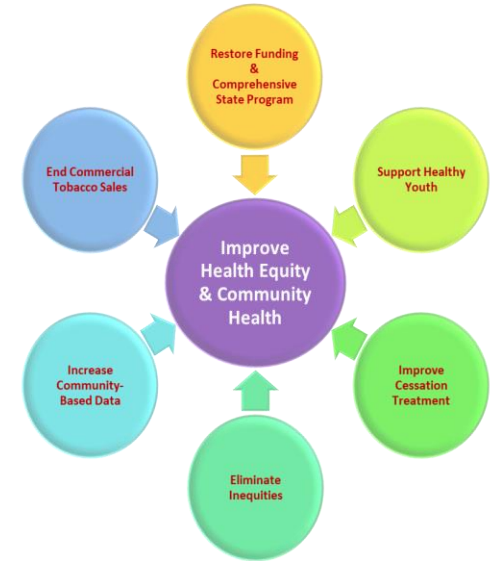 Restore Funding
&
Comprehensive
State Program
End Commercial
Tobacco Sales
Support Healthy
Youth
Improve
Health Equity
& Community
Health
Increase
Community-
Based Data
Improve
Cessation
Treatment
Eliminate
Inequities